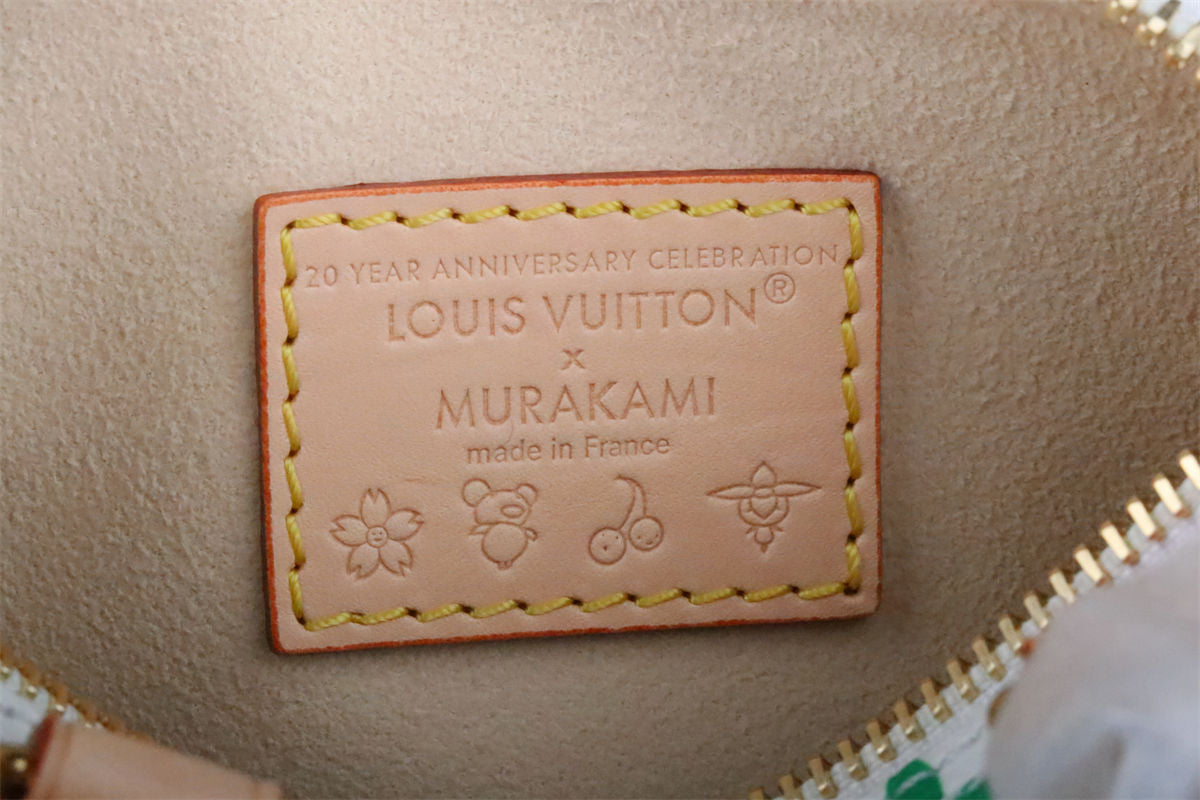 20 YEAR ANNIVERSARY CELEBRATION
LOUIS VUITTON®
x
MURAKAMI
made in France